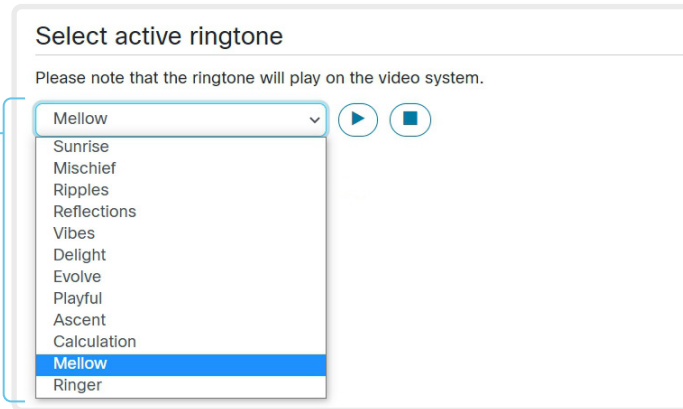 Select active ringtone
Please note that the ringtone will play on the video system.
Mellow
Sunrise
Mischief
Ripples
Reflections
Vibes
Delight
Evolve
Playful
Ascent
Calculation
Mellow
Ringer